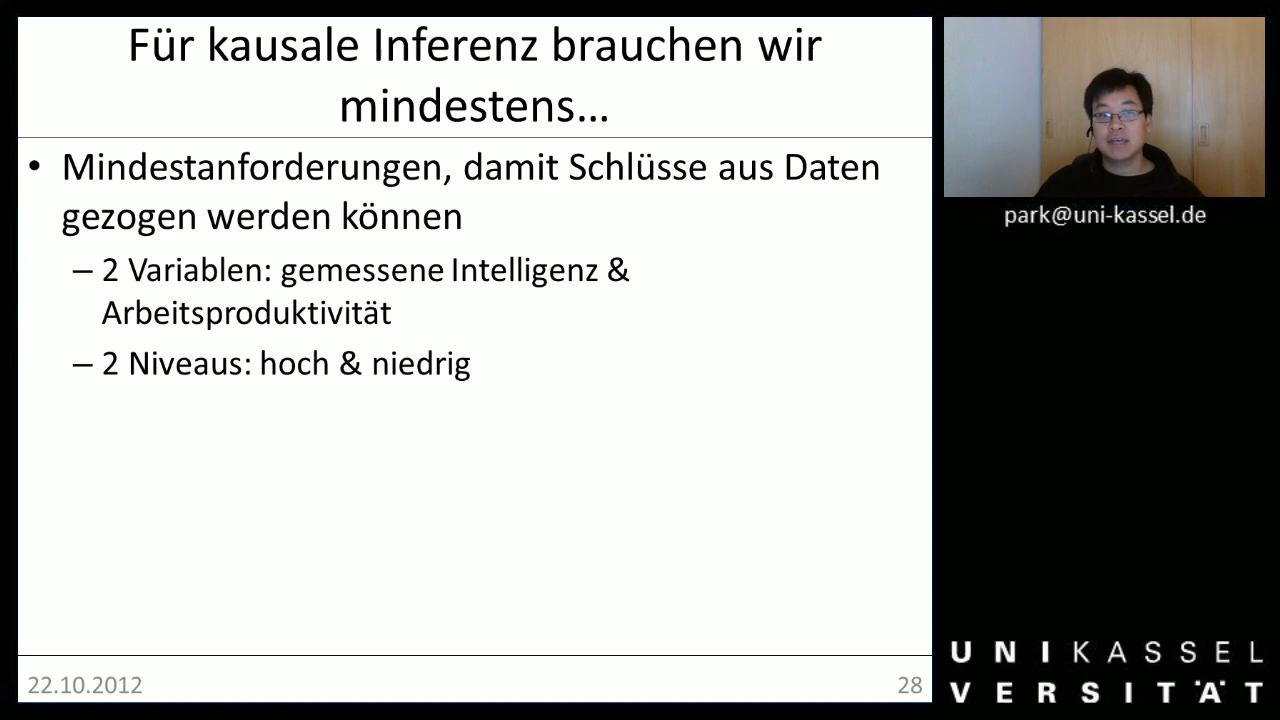 Für kausale Inferenz brauchen wir
mindestens…
• Mindestanforderungen, damit Schlüsse aus Daten
gezogen werden können
– 2 Variablen: gemessene Intelligenz &
Arbeitsproduktivität
– 2 Niveaus: hoch & niedrig
22.10.2012
28
park@uni-kassel.de
UNIKASSEL
VERSITÄT